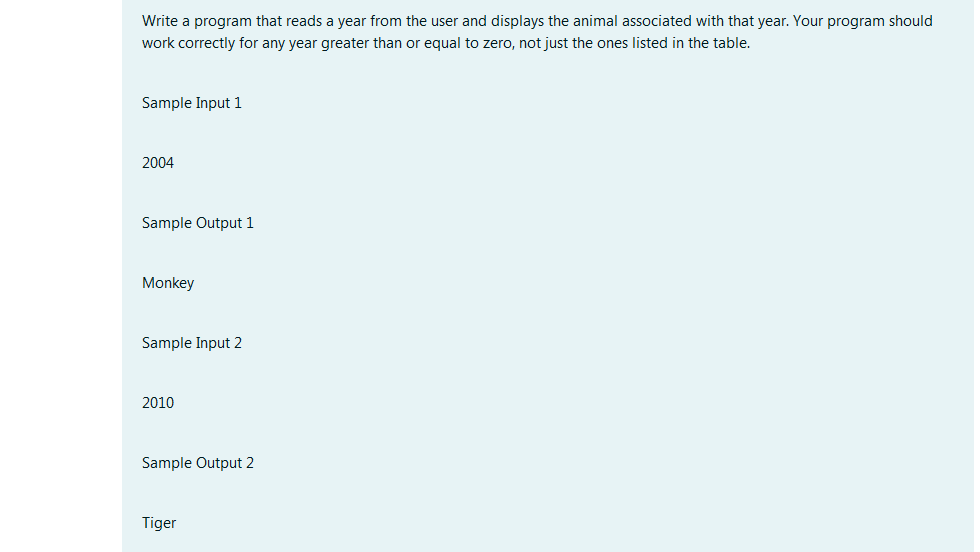 Write a program that reads a year from the user and displays the animal associated with that year. Your program should
work correctly for any year greater than or equal to zero, not just the ones listed in the table.
Sample Input 1
2004
Sample Output 1
Monkey
Sample Input 2
2010
Sample Output 2
Tiger